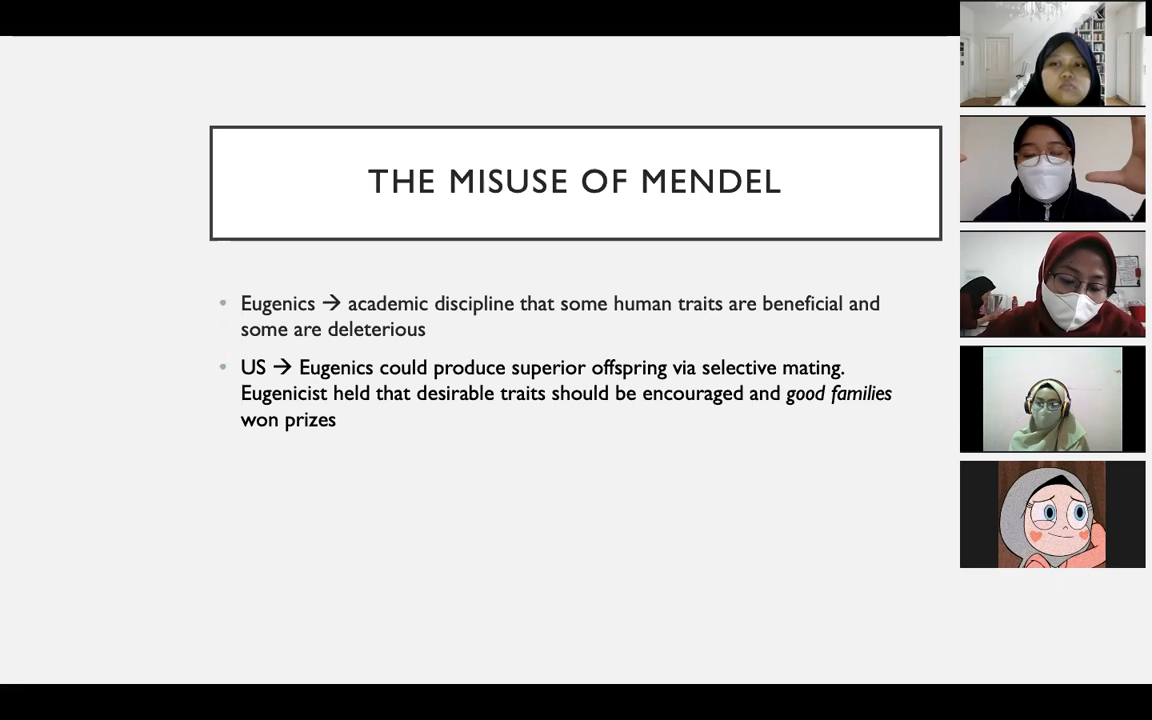 THE MISUSE OF MENDEL
• Eugenics → academic discipline that some human traits are beneficial and
some are deleterious
• US → Eugenics could produce superior offspring via selective mating.
Eugenicist held that desirable traits should be encouraged and good families
won prizes